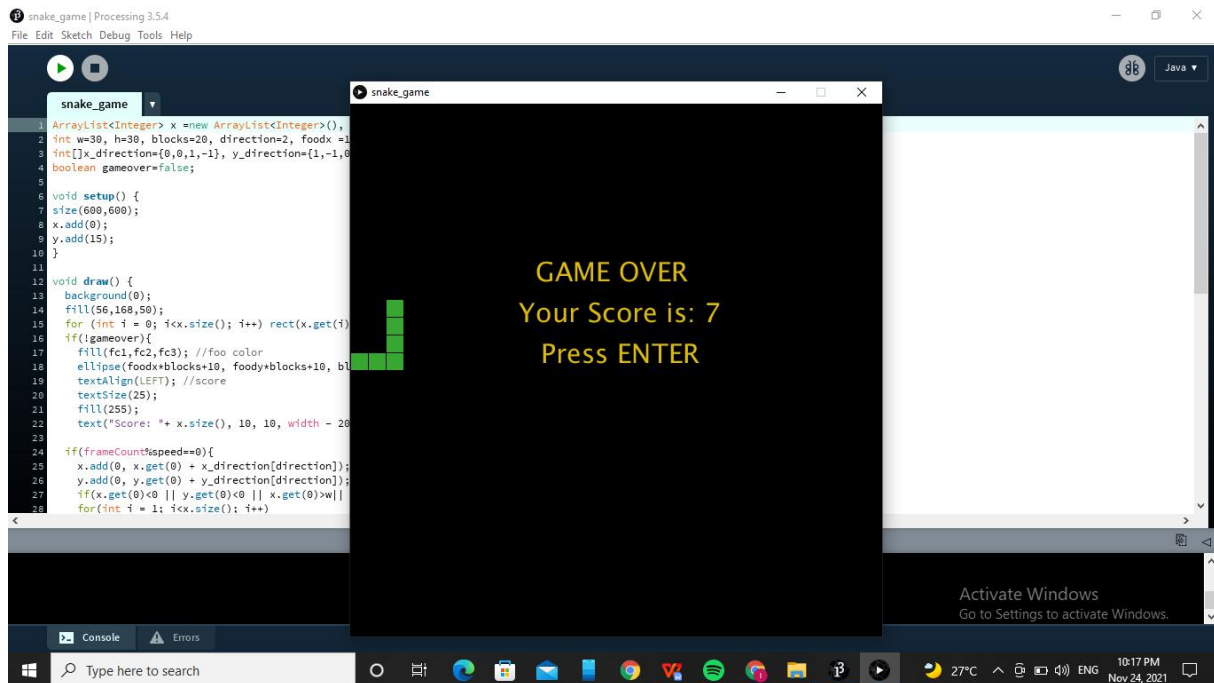 snake_game | Processing 3.5.4
File Edit Sketch Debug Tools Help
Java ▼
snake_game
1 ArrayList<Integer> x =new ArrayList<Integer>(),
2 int w=30, h=30, blocks=20, direction=2, foodx =1
3 int[]x_direction={0,0,1,-1}, y_direction={1,-1,0
4 boolean gameover=false;
5
6 void setup() {
7 size(600,600);
8 x.add(0);
9 y.add(15);
10 }
11
12 void draw() {
13 background(0);
14 fill(56,168,50);
15 for (int i = 0; i<x.size(); i++) rect(x.get(i)
16 if(!gameover){
17 fill(fc1,fc2,fc3); //foo color
18 ellipse(foodx*blocks+10, foody*blocks+10, bl
19 textAlign(LEFT); //score
20 textSize(25);
21 fill(255);
22 text("Score: "+ x.size(), 10, 10, width - 20
23
24 if(frameCount%speed==0){
25 x.add(0, x.get(0) + x_direction[direction]);
26 y.add(0, y.get(0) + y_direction[direction]);
27 if(x.get(0)<0 || y.get(0)<0 || x.get(0)>w||
28 for(int i = 1; i<x.size(); i++)
snake_game
GAME OVER
Your Score is: 7
Press ENTER
Activate Windows
Go to Settings to activate Windows.
Console
Errors
Type here to search
27°C
ENG
10:17 PM
Nov 24, 2021